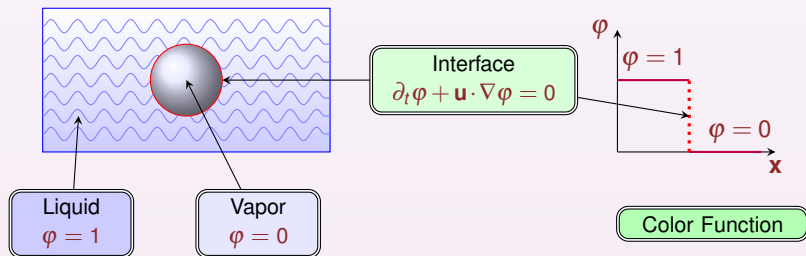 Interface
∂ₜφ + u · ∇φ = 0
φ
φ = 1
φ = 0
x
Liquid
φ = 1
Vapor
φ = 0
Color Function